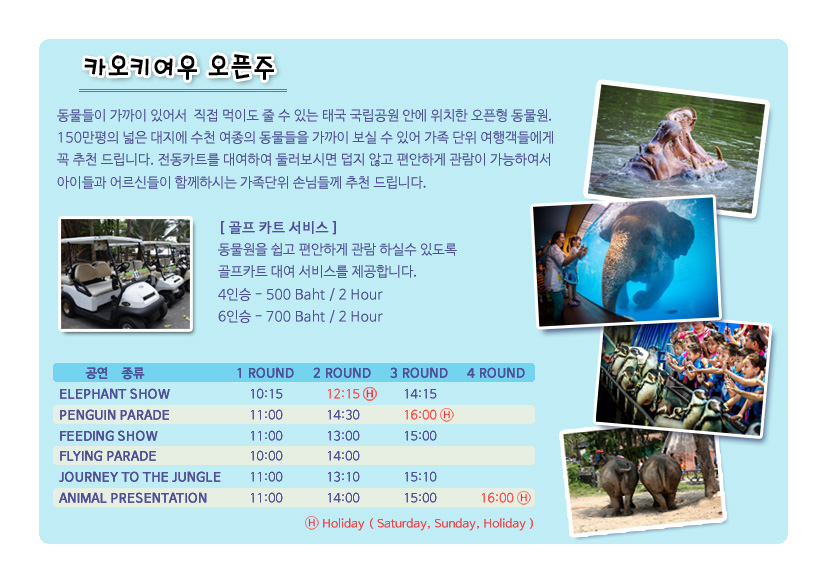 카오키여우 오픈주
동물들이 가까이 있어서 직접 먹이도 줄 수 있는 태국 국립공원 안에 위치한 오픈형 동물원.
150만평의 넓은 대지에 수천 여종의 동물들을 가까이 보실 수 있어 가족 단위 여행객들에게
꼭 추천 드립니다. 전동카트를 대여하여 둘러보시면 덥지 않고 편안하게 관람이 가능하여서
아이들과 어르신들이 함께하시는 가족단위 손님들께 추천 드립니다.
[ 골프 카트 서비스 ]
동물원을 쉽고 편안하게 관람 하실수 있도록
골프카트 대여 서비스를 제공합니다.
4인승 - 500 Baht / 2 Hour
6인승 - 700 Baht / 2 Hour
공연 종류 1 ROUND 2 ROUND 3 ROUND 4 ROUND
ELEPHANT SHOW 10:15 12:15 Ⓗ 14:15
PENGUIN PARADE 11:00 14:30 16:00 Ⓗ
FEEDING SHOW 11:00 13:00 15:00
FLYING PARADE 10:00 14:00
JOURNEY TO THE JUNGLE 11:00 13:10 15:10
ANIMAL PRESENTATION 11:00 14:00 15:00 16:00 Ⓗ
Ⓗ Holiday ( Saturday, Sunday, Holiday )